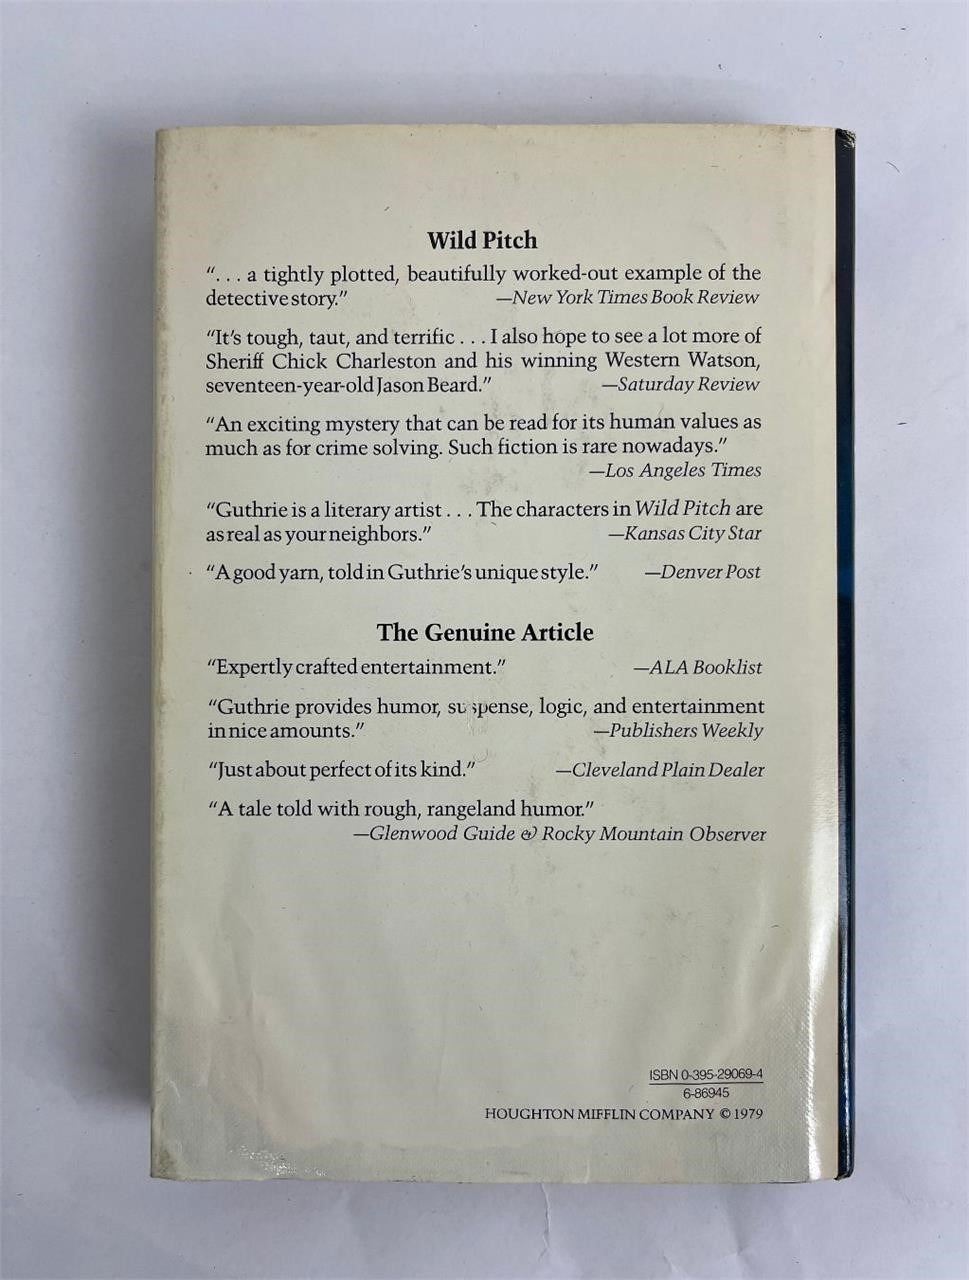 Wild Pitch
“. . . a tightly plotted, beautifully worked-out example of the
detective story.” —New York Times Book Review
“It’s tough, taut, and terrific . . . I also hope to see a lot more of
Sheriff Chick Charleston and his winning Western Watson,
seventeen-year-old Jason Beard.” —Saturday Review
“An exciting mystery that can be read for its human values as
much as for crime solving. Such fiction is rare nowadays.”
—Los Angeles Times
“Guthrie is a literary artist . . . The characters in Wild Pitch are
as real as your neighbors.” —Kansas City Star
“A good yarn, told in Guthrie’s unique style.” —Denver Post
The Genuine Article
“Expertly crafted entertainment.” —ALA Booklist
“Guthrie provides humor, suspense, logic, and entertainment
in nice amounts.” —Publishers Weekly
“Just about perfect of its kind.” —Cleveland Plain Dealer
“A tale told with rough, rangeland humor.”
—Glenwood Guide & Rocky Mountain Observer
ISBN 0-395-29069-4
6-86945
HOUGHTON MIFFLIN COMPANY © 1979